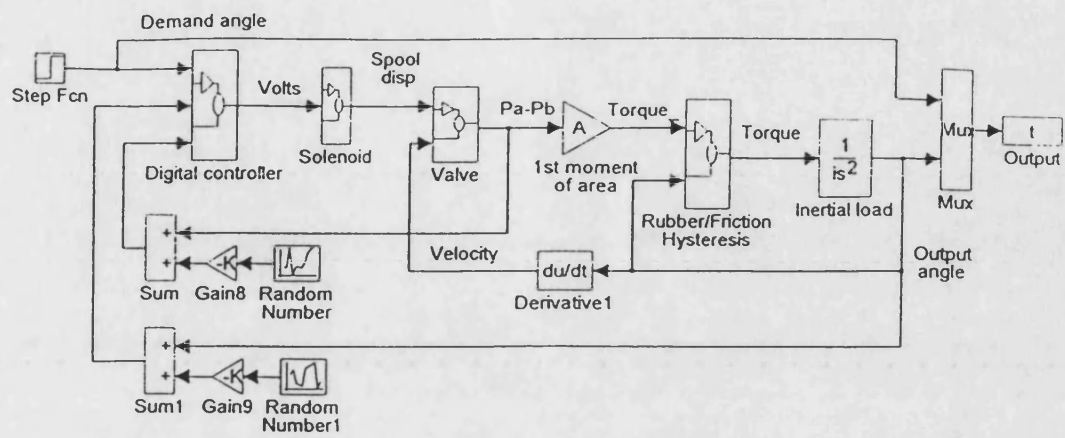 Demand angle
Step Fcn
Digital controller
Volts
Solenoid
Spool
disp
Valve
Pa-Pb
A
1st moment
of area
Torque
Rubber/Friction
Hysteresis
Torque
1
is²
Inertial load
Mux
Mux
t
Output
+
+
Sum
-K
Gain8
Random
Number
Velocity
du/dt
Derivative1
Output
angle
+
+
Sum1
-K
Gain9
Random
Number1